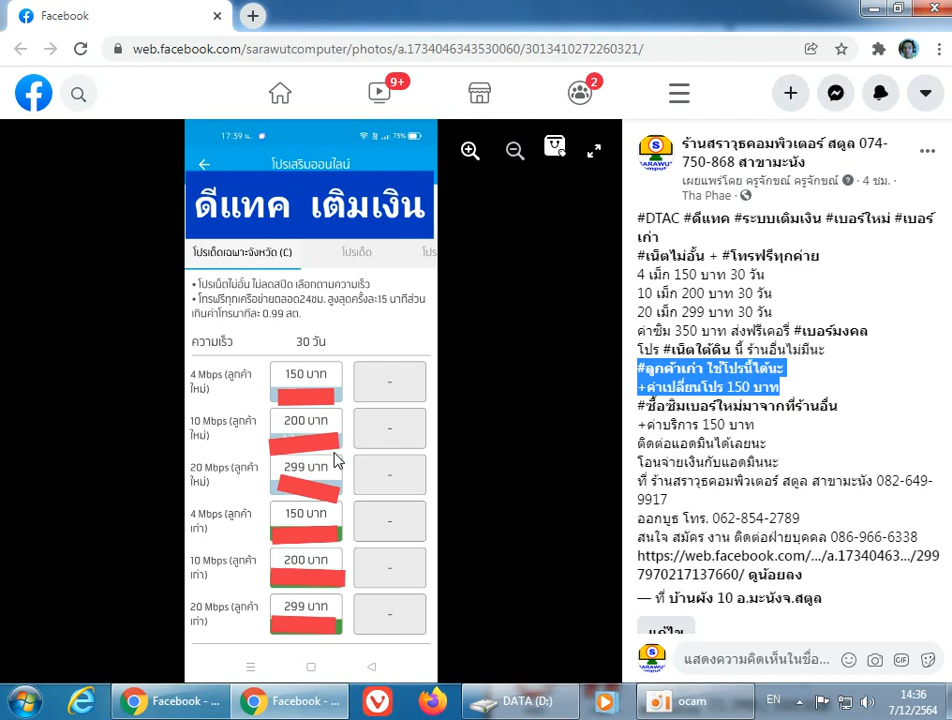 Facebook
web.facebook.com/sarawutcomputer/photos/a.1734046343530060/3013410272260321/
9+
2
17:39 น.
75%
โปรเสริมออนไลน์
ดีแทค เติมเงิน
โปรเด็ดเฉพาะจังหวัด (C)
โปรเด็ด
โปร
• โปรเน็ตไม่อั้น ไม่ลดสปีด เลือกตามความเร็ว
• โทรฟรีทุกเครือข่ายตลอด24ชม. สูงสุดครั้งละ15 นาทีส่วน
เกินค่าโทรนาทีละ 0.99 สต.
ความเร็ว 30 วัน
4 Mbps (ลูกค้า
ใหม่)
150 บาท
-
10 Mbps (ลูกค้า
ใหม่)
200 บาท
-
20 Mbps (ลูกค้า
ใหม่)
299 บาท
-
4 Mbps (ลูกค้า
เก่า)
150 บาท
-
10 Mbps (ลูกค้า
เก่า)
200 บาท
-
20 Mbps (ลูกค้า
เก่า)
299 บาท
-
ร้านสราวุธคอมพิวเตอร์ สตูล 074-
750-868 สาขามะนัง
เผยแพร่โดย ครูจักขณ์ ครูจักขณ์ · 4 ชม. ·
Tha Phae ·
#DTAC #ดีแทค #ระบบเติมเงิน #เบอร์ใหม่ #เบอร์
เก่า
#เน็ตไม่อั้น + #โทรฟรีทุกค่าย
4 เม็ก 150 บาท 30 วัน
10 เม็ก 200 บาท 30 วัน
20 เม็ก 299 บาท 30 วัน
ค่าซิม 350 บาท ส่งฟรีเคอรี่ #เบอร์มงคล
โปร #เน็ตใต้ดิน นี้ ร้านอื่นไม่มีนะ
#ลูกค้าเก่า ใช้โปรนี้ได้นะ
+ค่าเปลี่ยนโปร 150 บาท
#ซื้อซิมเบอร์ใหม่มาจากที่ร้านอื่น
+ค่าบริการ 150 บาท
ติดต่อแอดมินได้เลยนะ
โอนจ่ายเงินกับแอดมินนะ
ที่ ร้านสราวุธคอมพิวเตอร์ สตูล สาขามะนัง 082-649-
9917
ออกบูธ โทร. 062-854-2789
สนใจ สมัคร งาน ติดต่อฝ่ายบุคคล 086-966-6338
https://web.facebook.com/.../a.17340463.../299
7970217137660/ ดูน้อยลง
— ที่ บ้านผัง 10 อ.มะนังจ.สตูล
แก้ไข
แสดงความคิดเห็นในชื่อ...
GIF
Facebook - ...
Facebook - ...
DATA (D:)
ocam
EN
14:36
7/12/2564